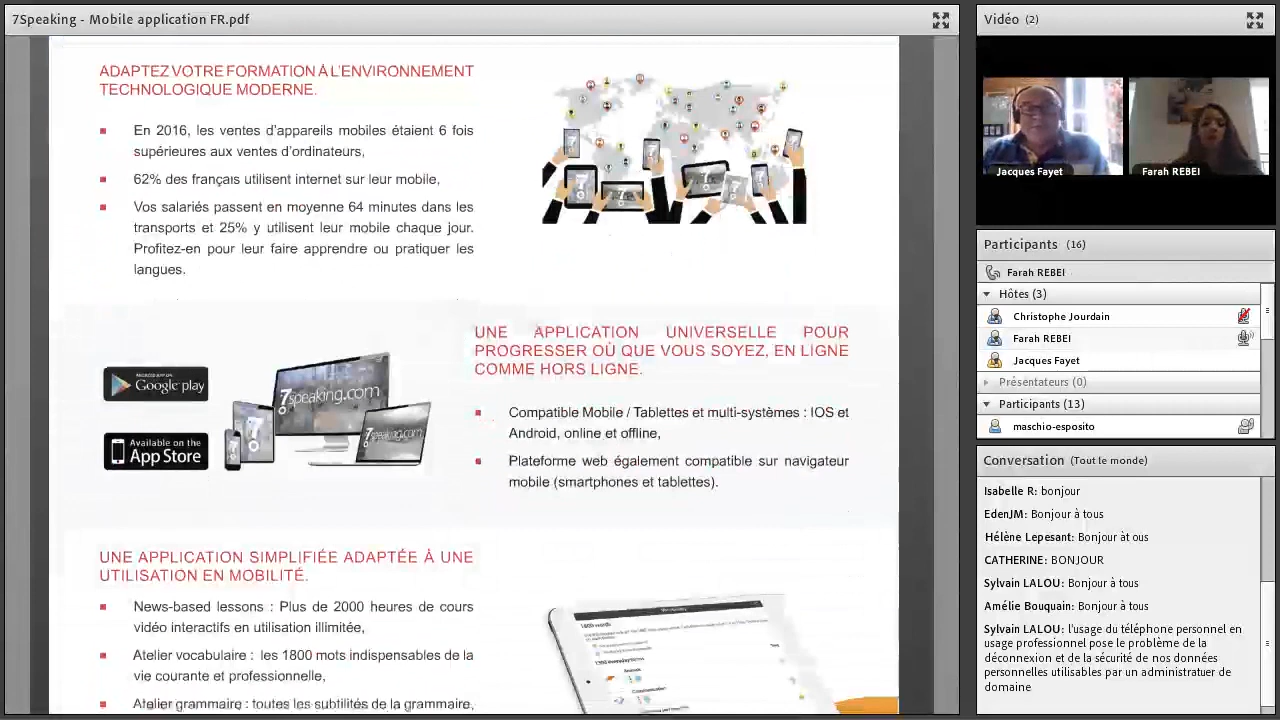 7Speaking - Mobile application FR.pdf
ADAPTEZ VOTRE FORMATION À L'ENVIRONNEMENT
TECHNOLOGIQUE MODERNE.
En 2016, les ventes d'appareils mobiles étaient 6 fois
supérieures aux ventes d'ordinateurs,
62% des français utilisent internet sur leur mobile,
Vos salariés passent en moyenne 64 minutes dans les
transports et 25% y utilisent leur mobile chaque jour.
Profitez-en pour leur faire apprendre ou pratiquer les
langues.
UNE APPLICATION UNIVERSELLE POUR
PROGRESSER OÙ QUE VOUS SOYEZ, EN LIGNE
COMME HORS LIGNE.
ANDROID APP ON
Google play
Available on the
App Store
7speaking.com
7speaking.com
Compatible Mobile / Tablettes et multi-systèmes : IOS et
Android, online et offline,
Plateforme web également compatible sur navigateur
mobile (smartphones et tablettes).
UNE APPLICATION SIMPLIFIÉE ADAPTÉE À UNE
UTILISATION EN MOBILITÉ.
News-based lessons : Plus de 2000 heures de cours
vidéo interactifs en utilisation illimitée,
Atelier vocabulaire : les 1800 mots indispensables de la
vie courante et professionnelle,
Atelier grammaire : toutes les subtilités de la grammaire,
1800 words
Vidéo (2)
Jacques Fayet
Farah REBEI
Participants (16)
Farah REBEI
Hôtes (3)
Christophe Jourdain
Farah REBEI
Jacques Fayet
Présentateurs (0)
Participants (13)
maschio-esposito
Conversation (Tout le monde)
Isabelle R: bonjour
EdenJM: Bonjour à tous
Hélène Lepesant: Bonjour àt ous
CATHERINE: BONJOUR
Sylvain LALOU: Bonjour à tous
Amélie Bouquain: Bonjour à tous
Sylvain LALOU: l'usage du téléphone personnel en
usage professionnel pose le problème de la
déconnexion et de la sécurité de nos données
personnelles utilisables par un administratuer de
domaine